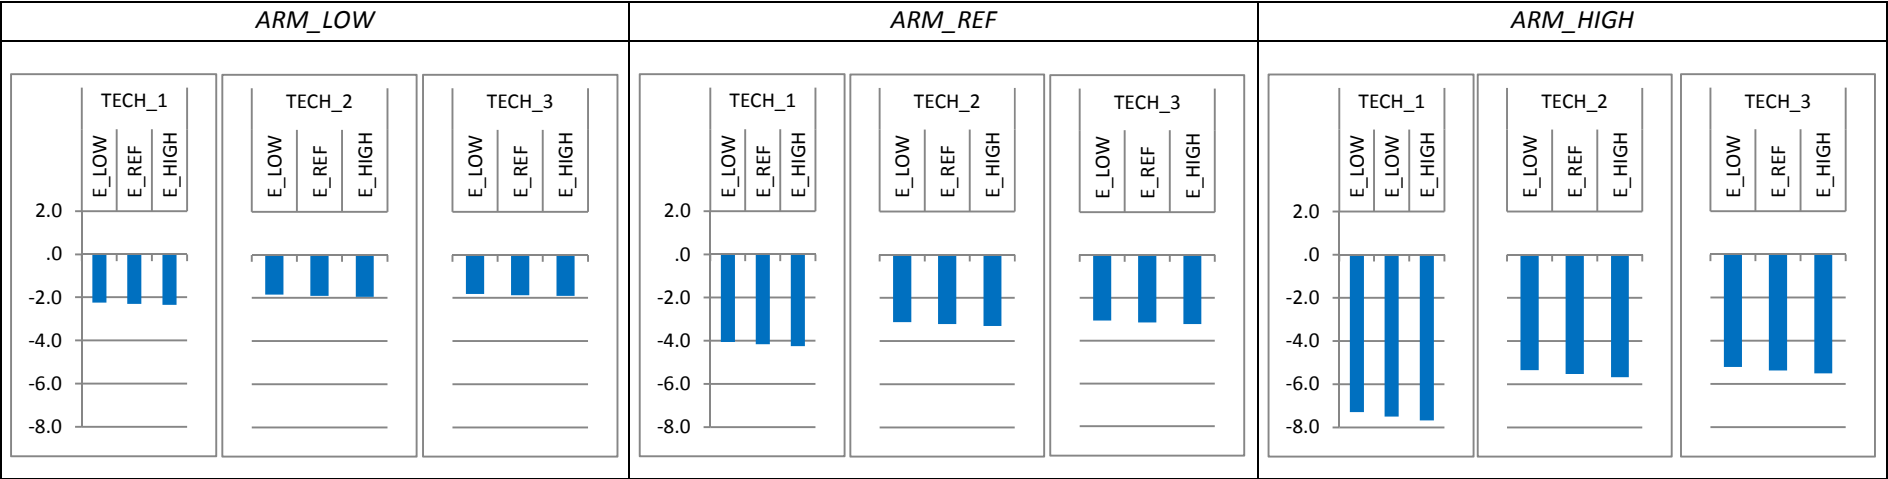 ARM_LOW
ARM_REF
ARM_HIGH
TECH_1
TECH_2
TECH_3
TECH_1
TECH_2
TECH_3
TECH_1
TECH_2
TECH_3
E_LOW
E_REF
E_HIGH
E_LOW
E_REF
E_HIGH
E_LOW
E_REF
E_HIGH
E_LOW
E_REF
E_HIGH
E_LOW
E_REF
E_HIGH
E_LOW
E_REF
E_HIGH
E_LOW
E_LOW
E_HIGH
E_LOW
E_REF
E_HIGH
E_LOW
E_REF
E_HIGH
2.0
.0
-2.0
-4.0
-6.0
-8.0
2.0
.0
-2.0
-4.0
-6.0
-8.0
2.0
.0
-2.0
-4.0
-6.0
-8.0